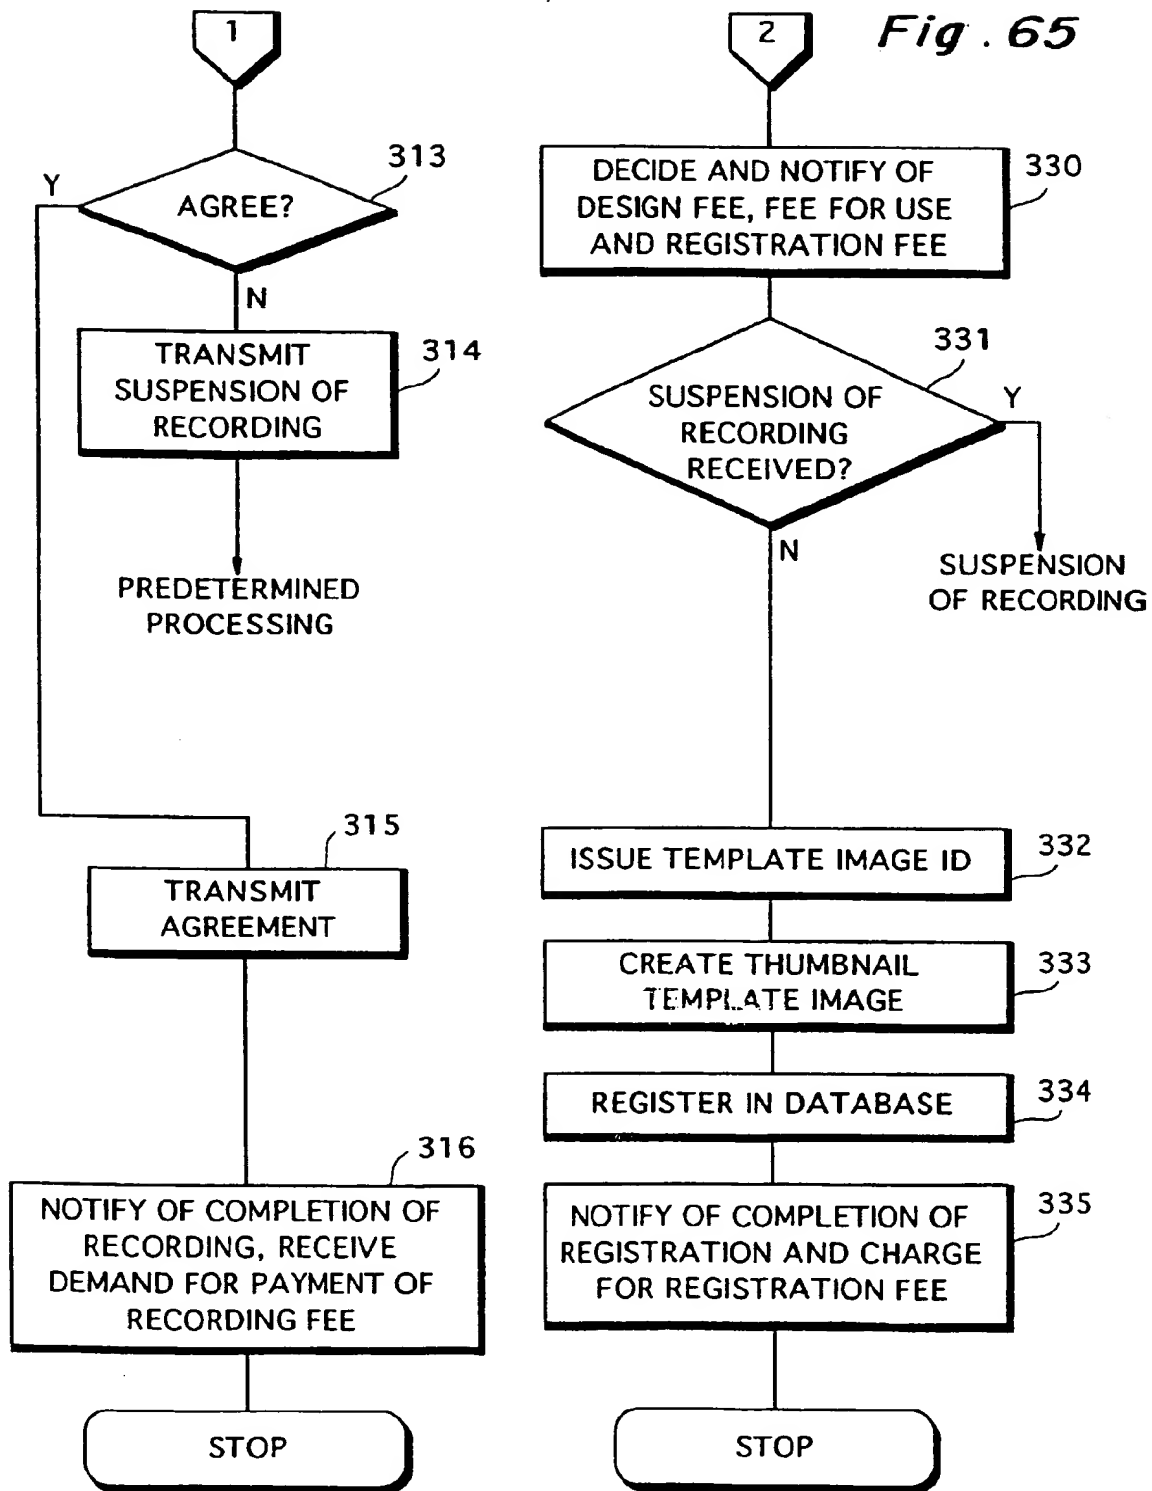 Fig. 65
1
313
Y
AGREE?
N
TRANSMIT
SUSPENSION OF
RECORDING
314
PREDETERMINED
PROCESSING
315
TRANSMIT
AGREEMENT
316
NOTIFY OF COMPLETION OF
RECORDING, RECEIVE
DEMAND FOR PAYMENT OF
RECORDING FEE
STOP
2
DECIDE AND NOTIFY OF
DESIGN FEE, FEE FOR USE
AND REGISTRATION FEE
330
331
SUSPENSION OF
RECORDING
RECEIVED?
Y
N
SUSPENSION
OF RECORDING
ISSUE TEMPLATE IMAGE ID
332
CREATE THUMBNAIL
TEMPLATE IMAGE
333
REGISTER IN DATABASE
334
NOTIFY OF COMPLETION OF
REGISTRATION AND CHARGE
FOR REGISTRATION FEE
335
STOP